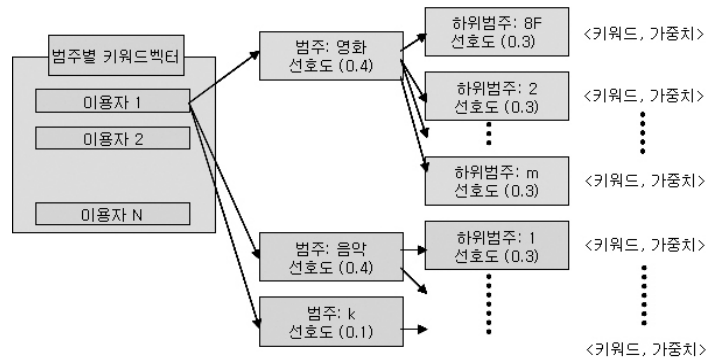 범주별 키워드벡터
이용자 1
이용자 2
이용자 N
범주: 영화
선호도 (0.4)
하위범주: 8F
선호도 (0.3)
<키워드, 가중치>
하위범주: 2
선호도 (0.3)
<키워드, 가중치>
하위범주: m
선호도 (0.3)
<키워드, 가중치>
범주: 음악
선호도 (0.4)
하위범주: 1
선호도 (0.3)
<키워드, 가중치>
범주: k
선호도 (0.1)
<키워드, 가중치>